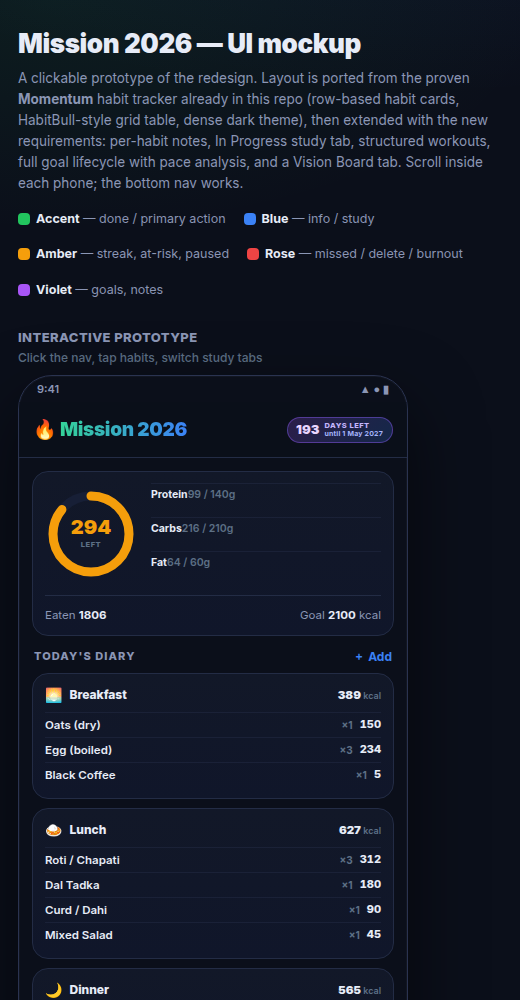 Mission 2026 — UI mockup
A clickable prototype of the redesign. Layout is ported from the proven
Momentum habit tracker already in this repo (row-based habit cards,
HabitBull-style grid table, dense dark theme), then extended with the new
requirements: per-habit notes, In Progress study tab, structured workouts,
full goal lifecycle with pace analysis, and a Vision Board tab. Scroll inside
each phone; the bottom nav works.
Accent — done / primary action Blue — info / study
Amber — streak, at-risk, paused Rose — missed / delete / burnout
Violet — goals, notes
INTERACTIVE PROTOTYPE
Click the nav, tap habits, switch study tabs
9:41
🔥 Mission 2026
193 DAYS LEFT
until 1 May 2027
Protein99 / 140g
Carbs216 / 210g
Fat64 / 60g
294
LEFT
Eaten 1806 Goal 2100 kcal
TODAY'S DIARY + Add
Breakfast 389 kcal
Oats (dry) ×1 150
Egg (boiled) ×3 234
Black Coffee ×1 5
Lunch 627 kcal
Roti / Chapati ×3 312
Dal Tadka ×1 180
Curd / Dahi ×1 90
Mixed Salad ×1 45
Dinner 565 kcal